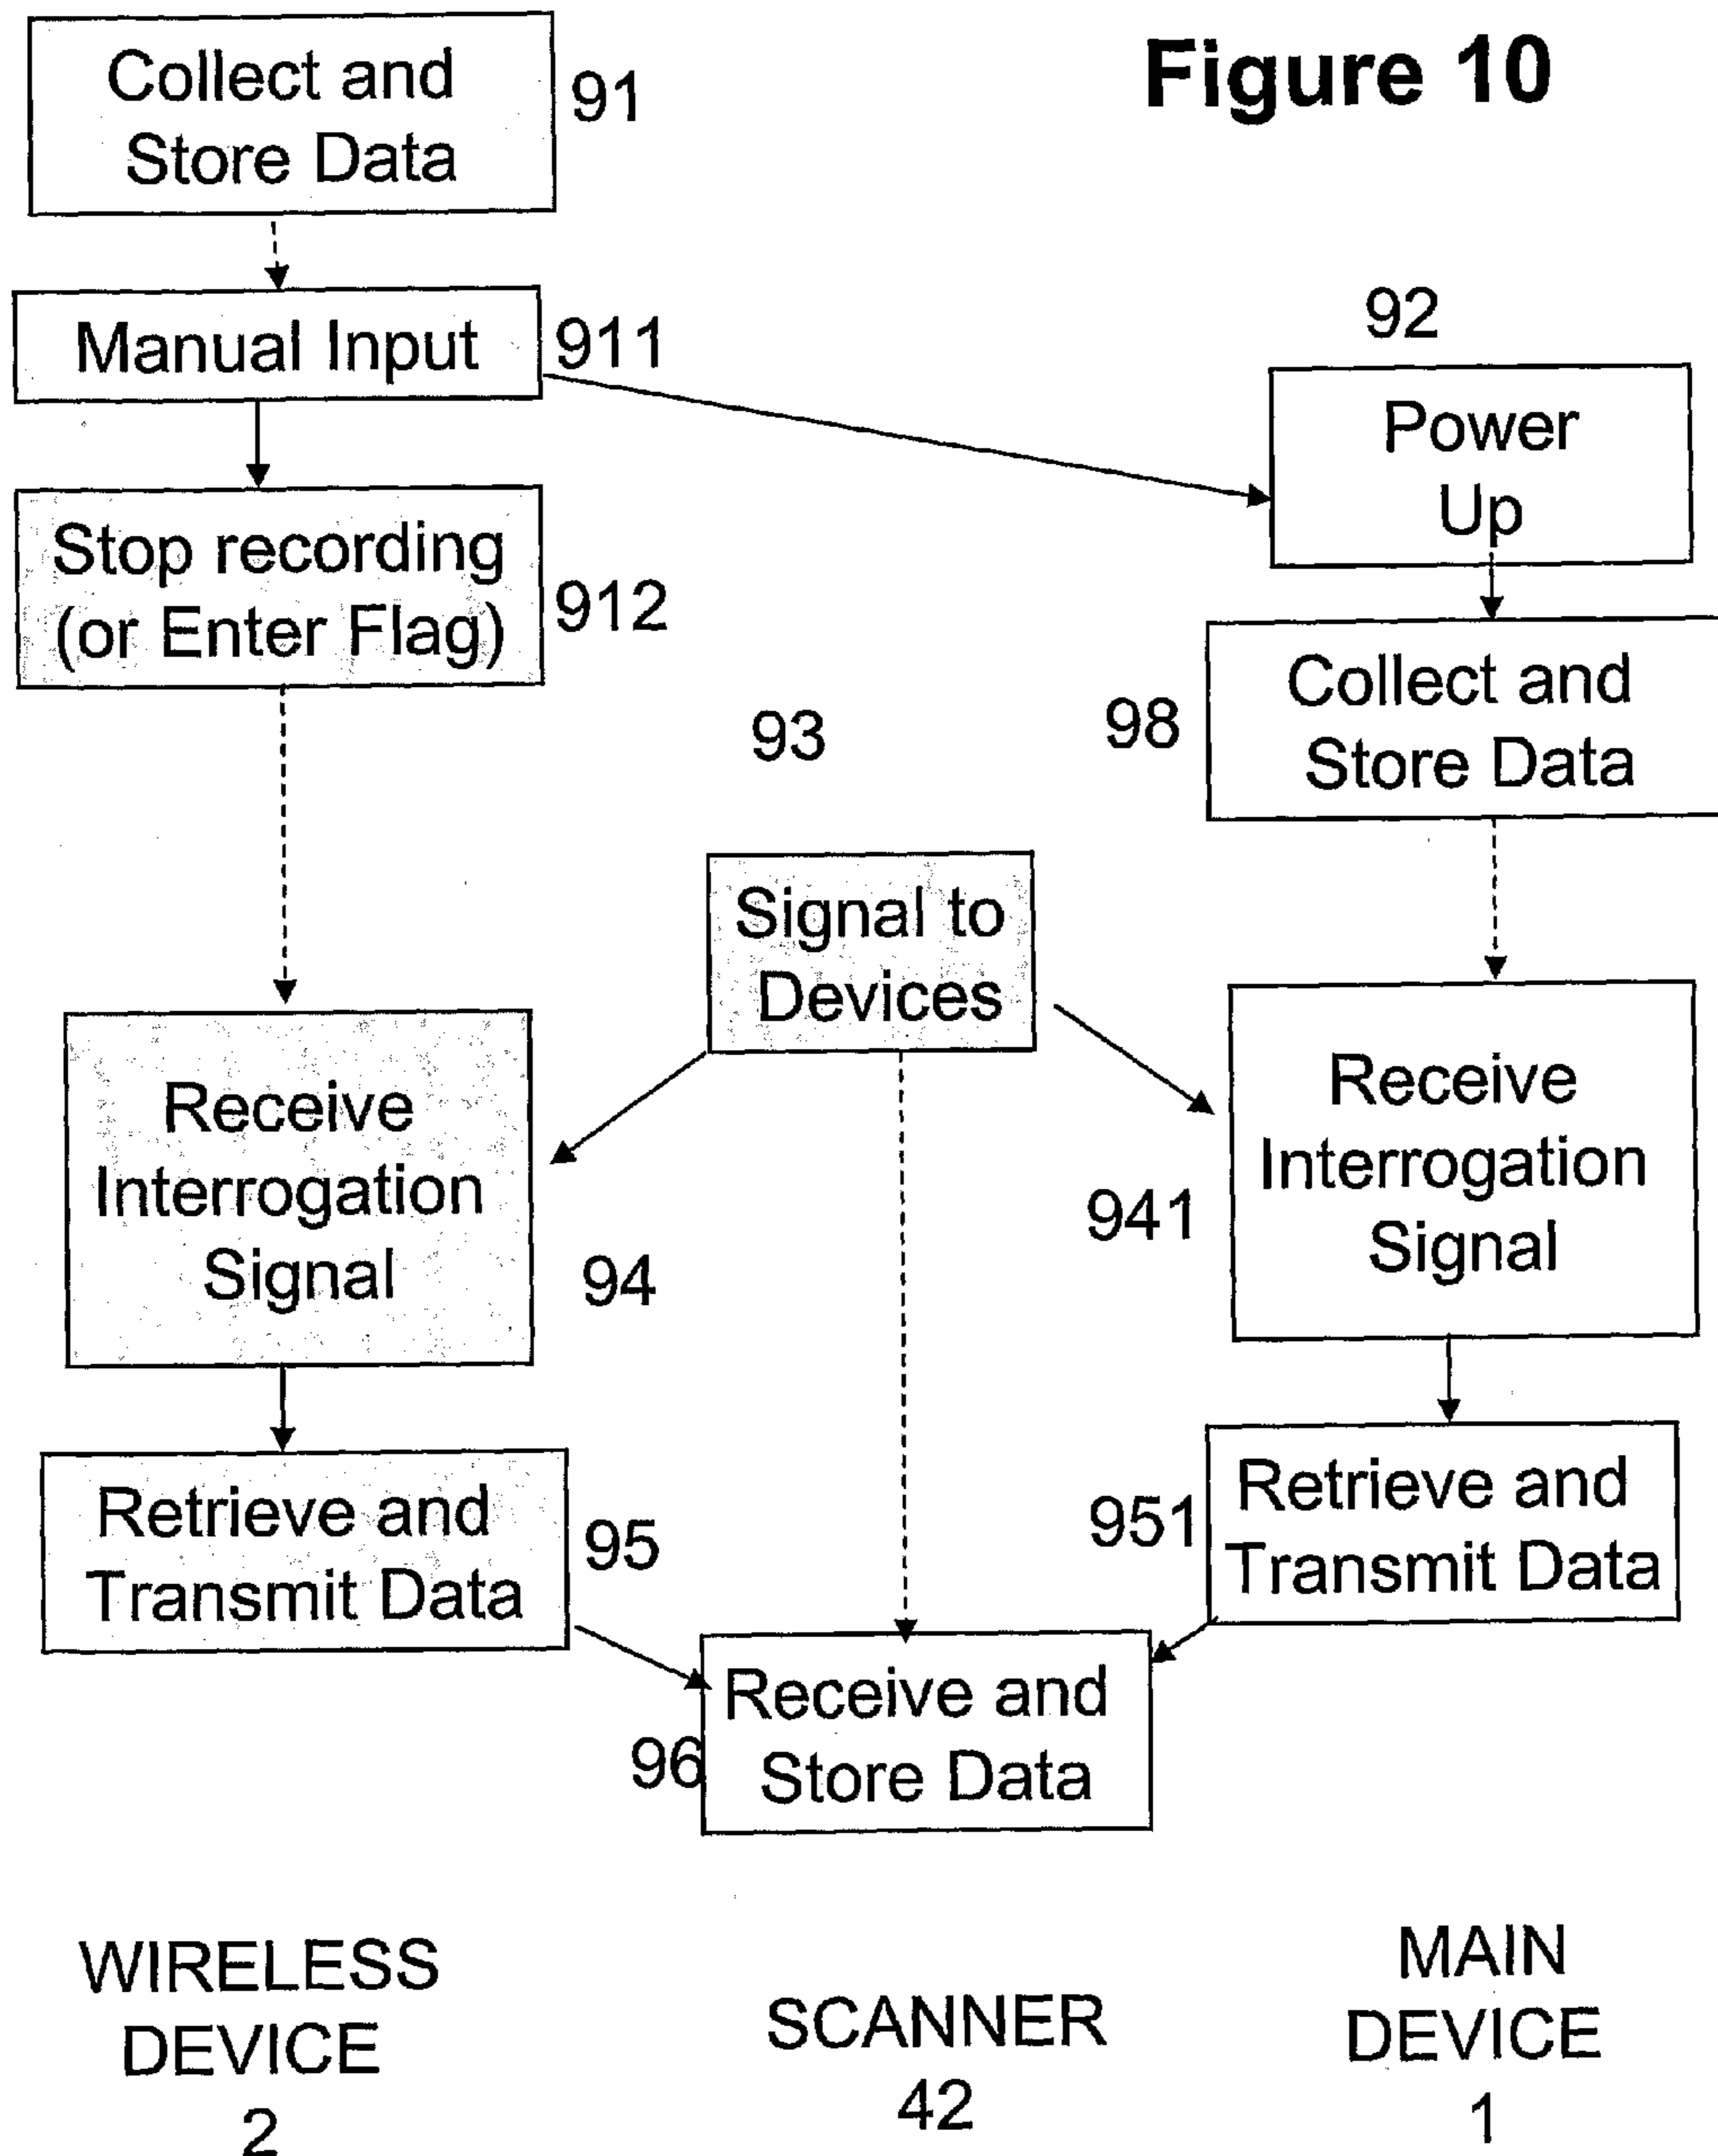 Figure 10
Collect and
Store Data
91
Manual Input
911
92
Power
Up
Stop recording
(or Enter Flag)
912
93
98
Collect and
Store Data
Signal to
Devices
Receive
Interrogation
Signal
94
941
Receive
Interrogation
Signal
Retrieve and
Transmit Data
95
951
Retrieve and
Transmit Data
96
Receive and
Store Data
WIRELESS
DEVICE
2
SCANNER
42
MAIN
DEVICE
1